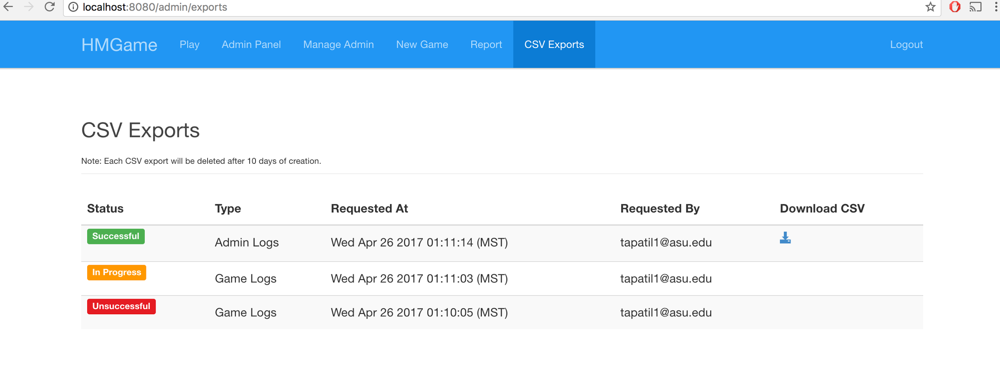 localhost:8080/admin/exports
HMGame Play Admin Panel Manage Admin New Game Report CSV Exports Logout
CSV Exports
Note: Each CSV export will be deleted after 10 days of creation.
Status Type Requested At Requested By Download CSV
Successful Admin Logs Wed Apr 26 2017 01:11:14 (MST) tapatil1@asu.edu
In Progress Game Logs Wed Apr 26 2017 01:11:03 (MST) tapatil1@asu.edu
Unsuccessful Game Logs Wed Apr 26 2017 01:10:05 (MST) tapatil1@asu.edu